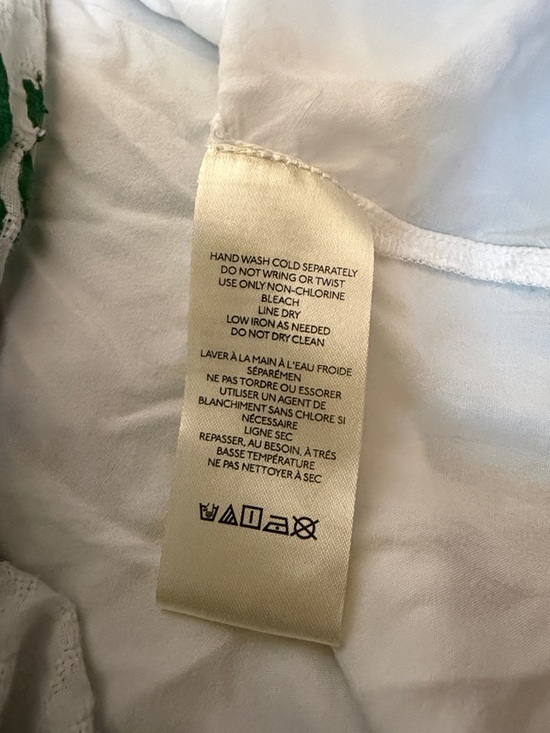 HAND WASH COLD SEPARATELY
DO NOT WRING OR TWIST
USE ONLY NON-CHLORINE
BLEACH
LINE DRY
LOW IRON AS NEEDED
DO NOT DRY CLEAN
LAVER À LA MAIN À L'EAU FROIDE
SÉPARÉMEN
NE PAS TORDRE OU ESSORER
UTILISER UN AGENT DE
BLANCHIMENT SANS CHLORE SI
NÉCESSAIRE
LIGNE SEC
REPASSER, AU BESOIN, À TRÉS
BASSE TEMPÉRATURE
NE PAS NETTOYER À SEC